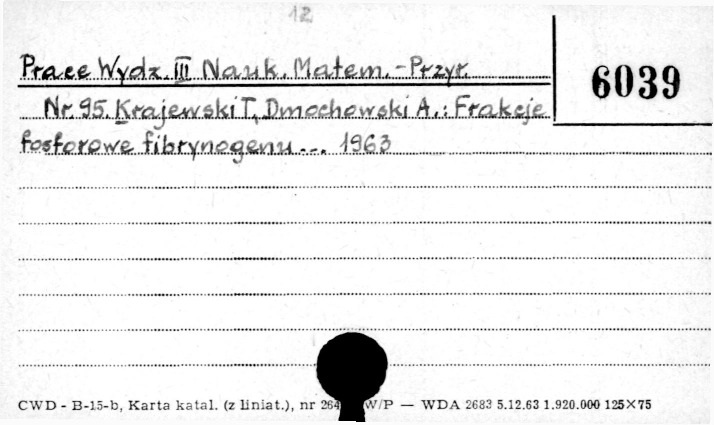 12
Prace Wydz. III Nauk. Matem.-Przyr.
6039
Nr. 95. Krajewski T., Dmochowski A.: Frakcje
fosforowe fibrynogenu... 1963
CWD - B-15-b, Karta katal. (z liniat.), nr 264 W/P — WDA 2683 5.12.63 1.920.000 125×75